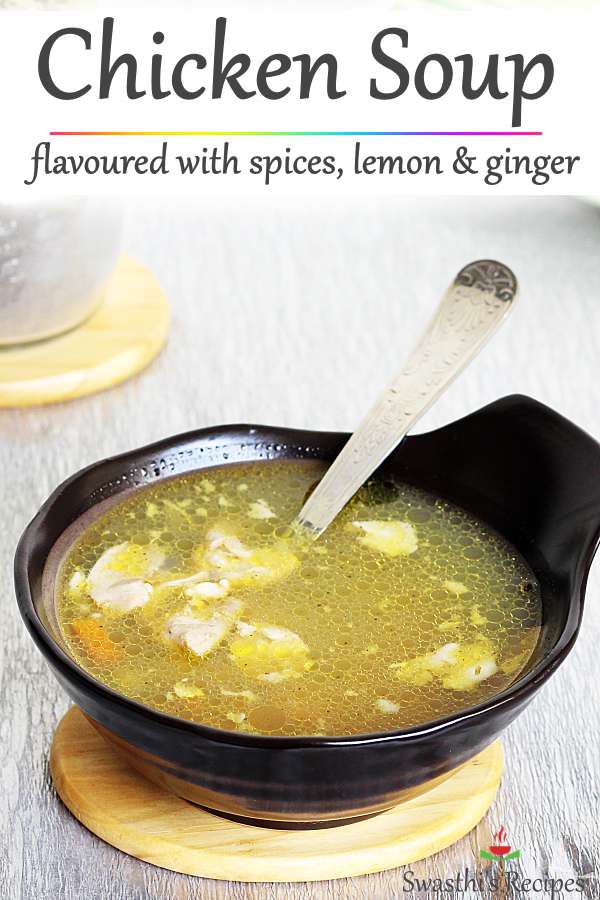 Chicken Soup
flavoured with spices, lemon & ginger
Swasthi's Recipes